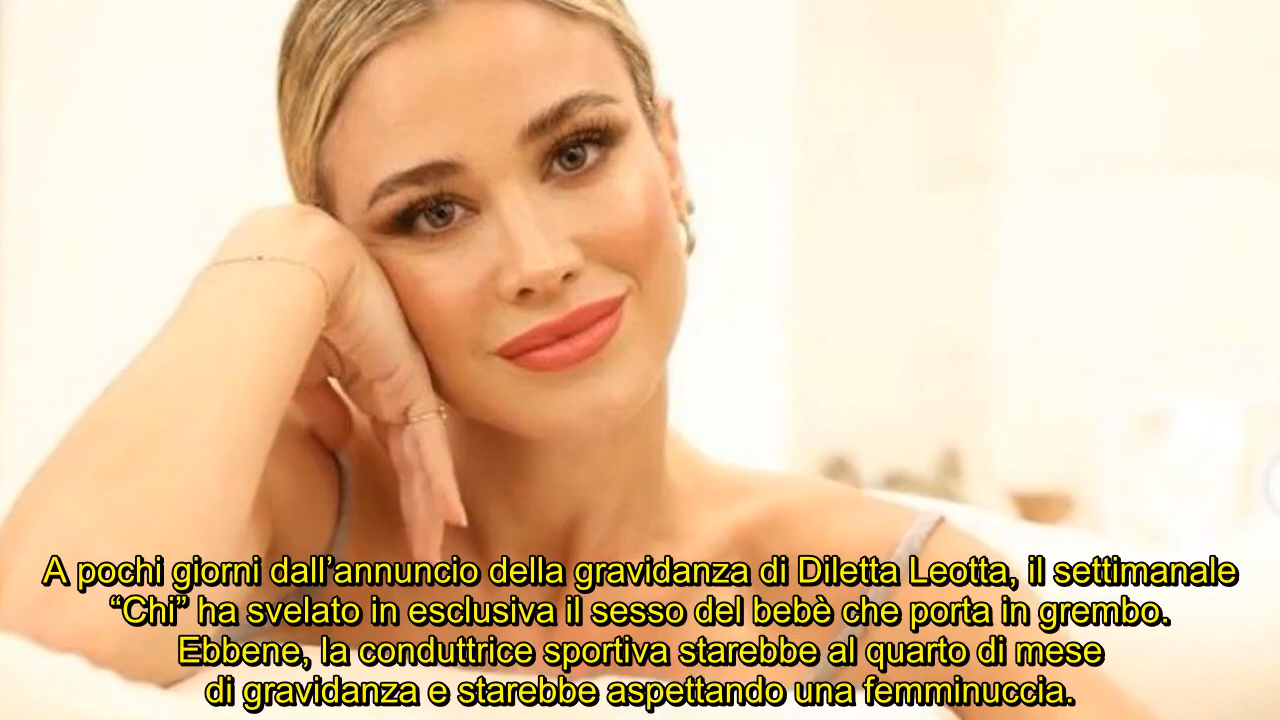 A pochi giorni dall’annuncio della gravidanza di Diletta Leotta, il settimanale
“Chi” ha svelato in esclusiva il sesso del bebè che porta in grembo.
Ebbene, la conduttrice sportiva starebbe al quarto di mese
di gravidanza e starebbe aspettando una femminuccia.